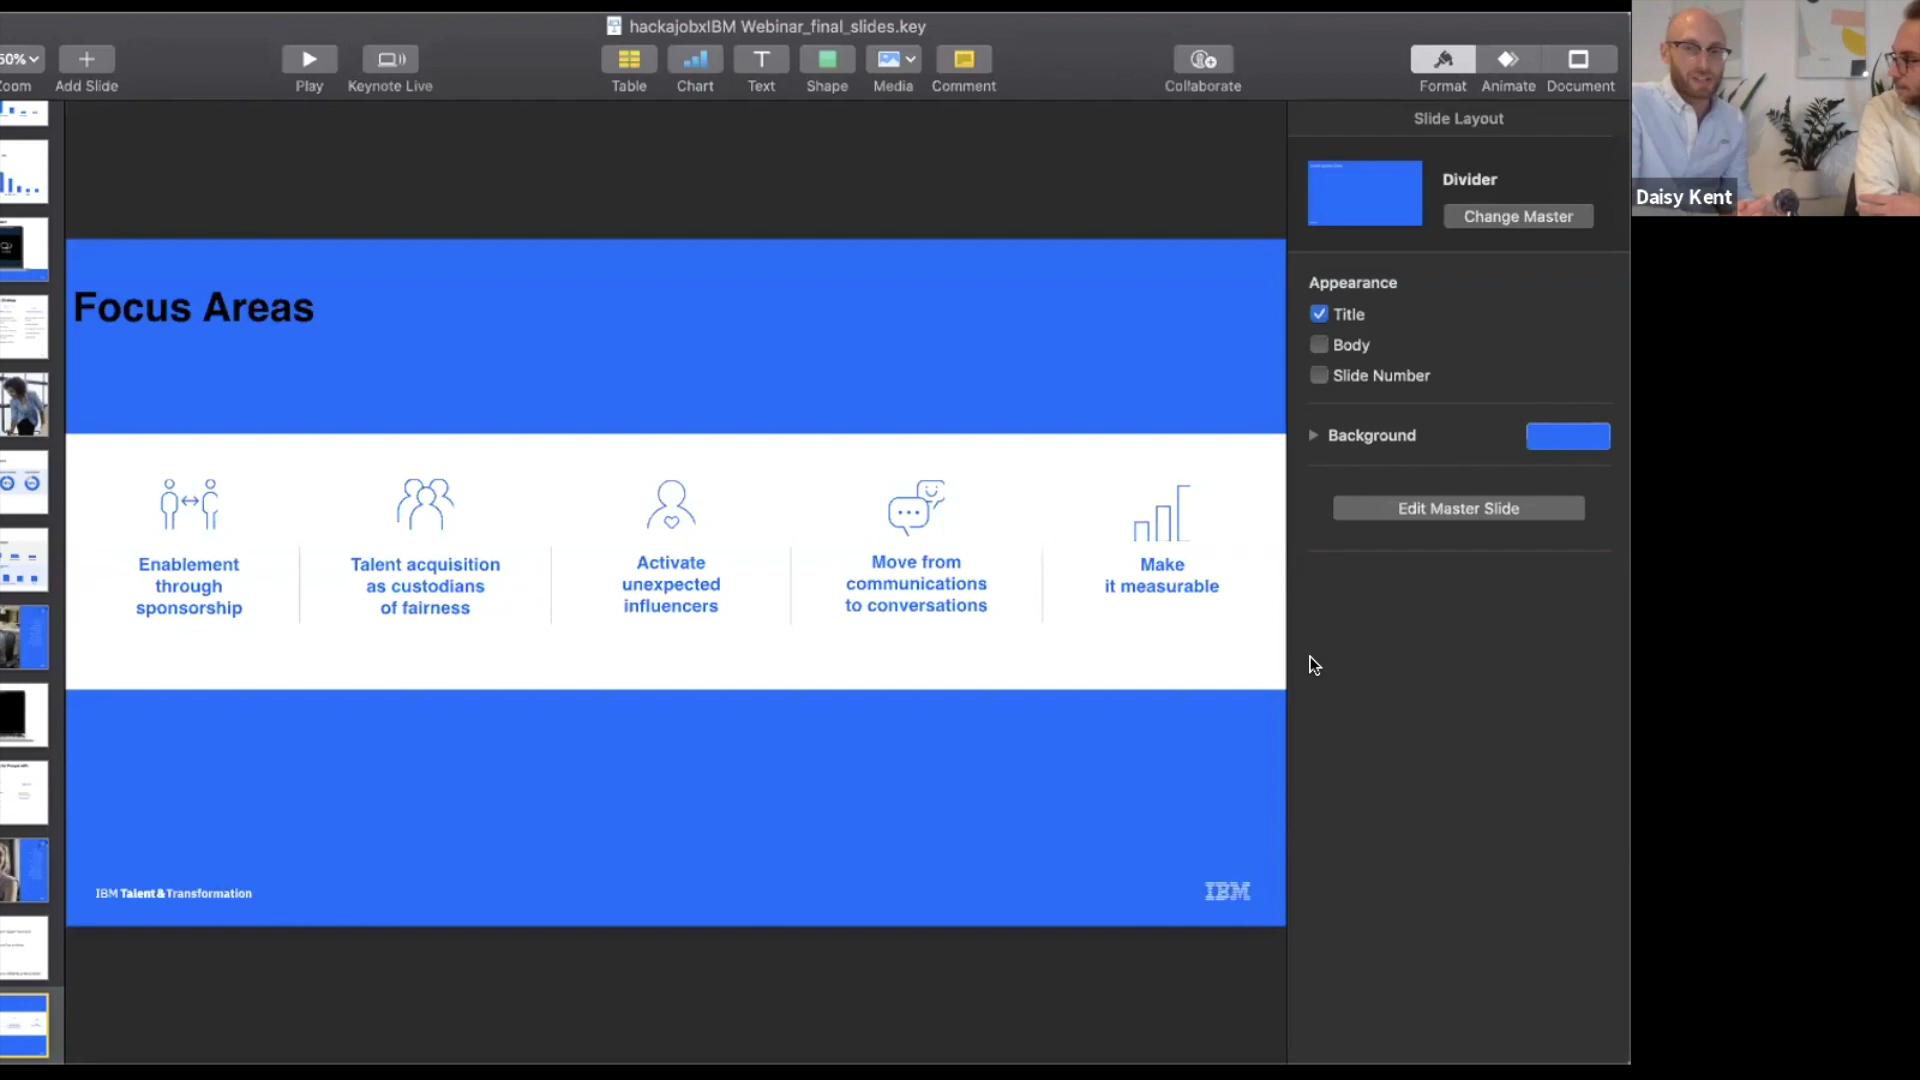 hackajobxIBM Webinar_final_slides.key
50%
Zoom
Add Slide
Play
Keynote Live
Table
Chart
Text
Shape
Media
Comment
Collaborate
Format
Animate
Document
Slide Layout
Divider
Change Master
Appearance
Title
Body
Slide Number
Background
Edit Master Slide
Focus Areas
Enablement
through
sponsorship
Talent acquisition
as custodians
of fairness
Activate
unexpected
influencers
Move from
communications
to conversations
Make
it measurable
IBM Talent&Transformation
IBM
Daisy Kent